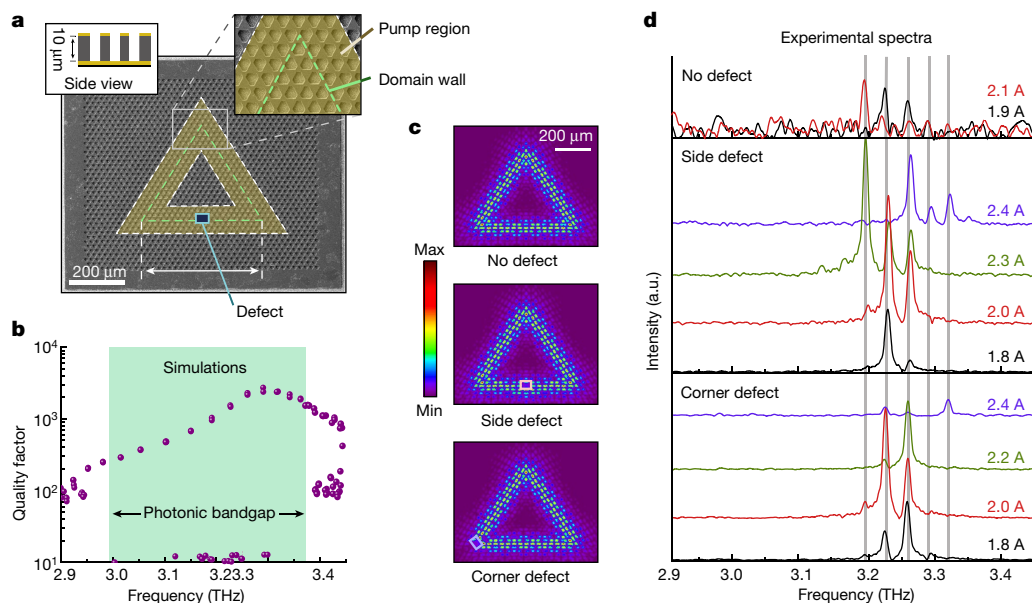 a
10 μm
Side view
Pump region
Domain wall
200 μm
Defect
b
10⁴
10³
10²
10¹
Quality factor
Simulations
Photonic bandgap
2.9 3.0 3.1 3.23.3 3.4
Frequency (THz)
c
200 μm
Max
Min
No defect
Side defect
Corner defect
d
Experimental spectra
No defect
2.1 A
1.9 A
Side defect
2.4 A
2.3 A
2.0 A
1.8 A
Corner defect
2.4 A
2.2 A
2.0 A
1.8 A
Intensity (a.u.)
2.9 3.0 3.1 3.2 3.3 3.4
Frequency (THz)